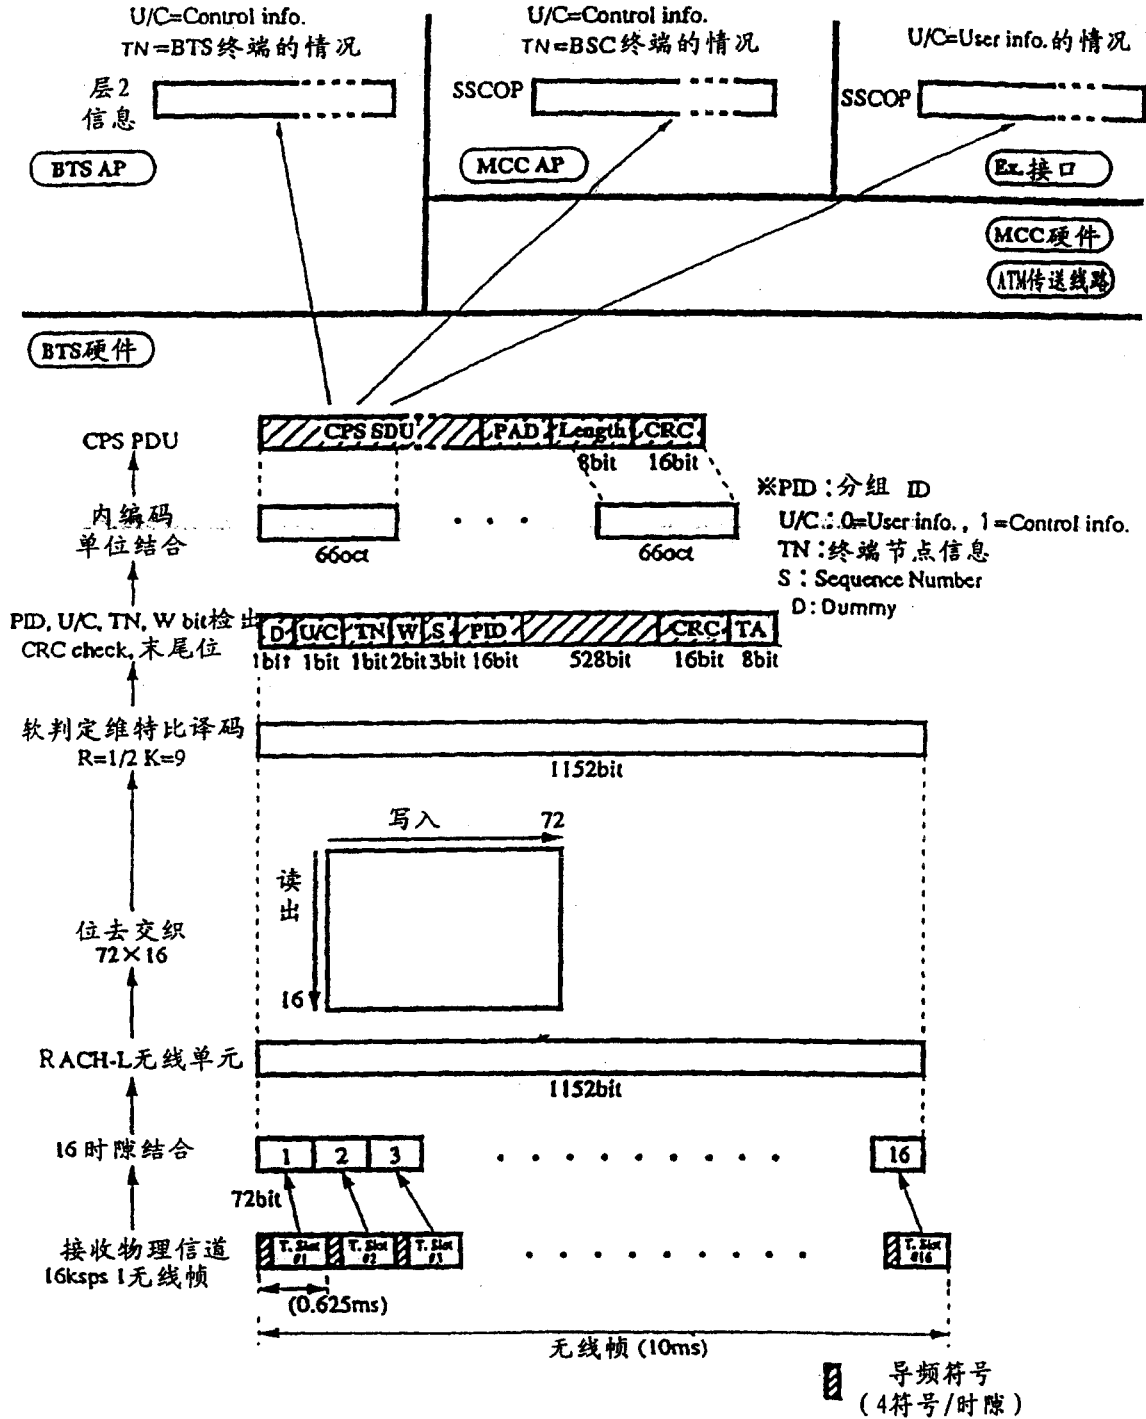 U/C=Control info.
TN=BTS终端的情况
U/C=Control info.
TN=BSC终端的情况
U/C=User info.的情况
层2
信息
SSCOP
SSCOP
BTS AP
MCC AP
Ex.接口
MCC硬件
ATM传送线路
BTS硬件
CPS PDU
CPS SDU
PAD
Length
CRC
8bit
16bit
内编码
单位结合
66oct
· · ·
66oct
※PID:分组 ID
U/C:0=User info., 1=Control info.
TN:终端节点信息
S:Sequence Number
D:Dummy
PID, U/C, TN, W bit检出
CRC check,末尾位
D U/C TN W S PID CRC TA
1bit 1bit 1bit 2bit 3bit 16bit 528bit 16bit 8bit
软判定维特比译码
R=1/2 K=9
1152bit
写入 72
读出
16
位去交织
72×16
RACH-L无线单元
1152bit
16时隙结合
1 2 3 · · · · · · · · · 16
72bit
接收物理信道
16ksps 1无线帧
T. Slot #1
T. Slot #2
T. Slot #3
· · · · · · · · ·
T. Slot #16
(0.625ms)
无线帧(10ms)
导频符号
(4符号/时隙)